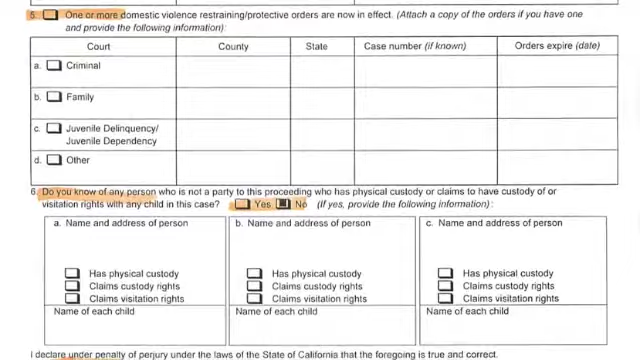 5. One or more domestic violence restraining/protective orders are now in effect. (Attach a copy of the orders if you have one
and provide the following information):
Court County State Case number (if known) Orders expire (date)
a. Criminal
b. Family
c. Juvenile Delinquency/
Juvenile Dependency
d. Other
6. Do you know of any person who is not a party to this proceeding who has physical custody or claims to have custody of or
visitation rights with any child in this case? Yes No (If yes, provide the following information):
a. Name and address of person b. Name and address of person c. Name and address of person
Has physical custody Has physical custody Has physical custody
Claims custody rights Claims custody rights Claims custody rights
Claims visitation rights Claims visitation rights Claims visitation rights
Name of each child Name of each child Name of each child
I declare under penalty of perjury under the laws of the State of California that the foregoing is true and correct.